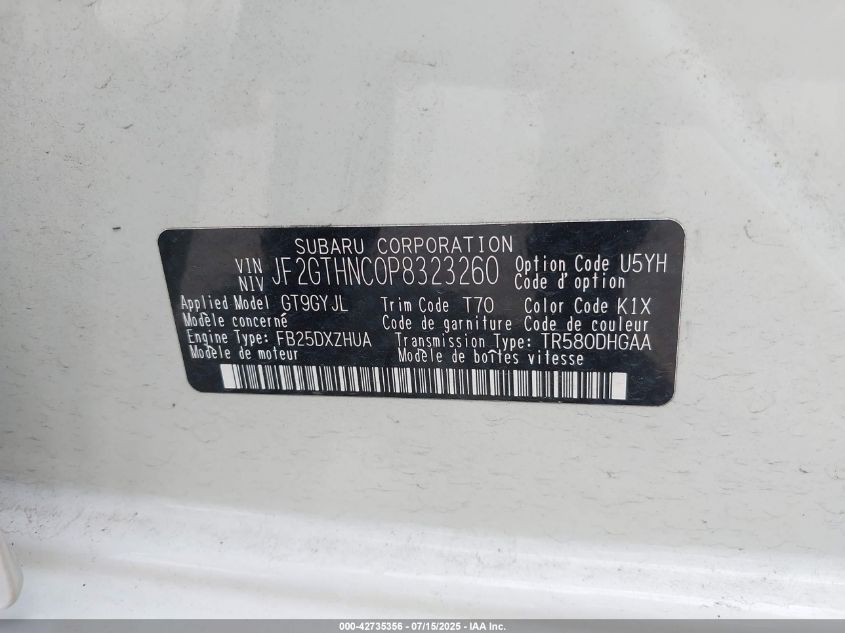 SUBARU CORPORATION
VIN NIV JF2GTHNC0P8323260 Option Code U5YH
Code d'option
Applied Model GT9GYJL Trim Code T70 Color Code K1X
Modèle concerné Code de garniture Code de couleur
Engine Type: FB25DXZHUA Transmission Type: TR580DHGAA
Modèle de moteur Modèle de boîtes vitesse
000-42735356 - 07/15/2025 - IAA Inc.